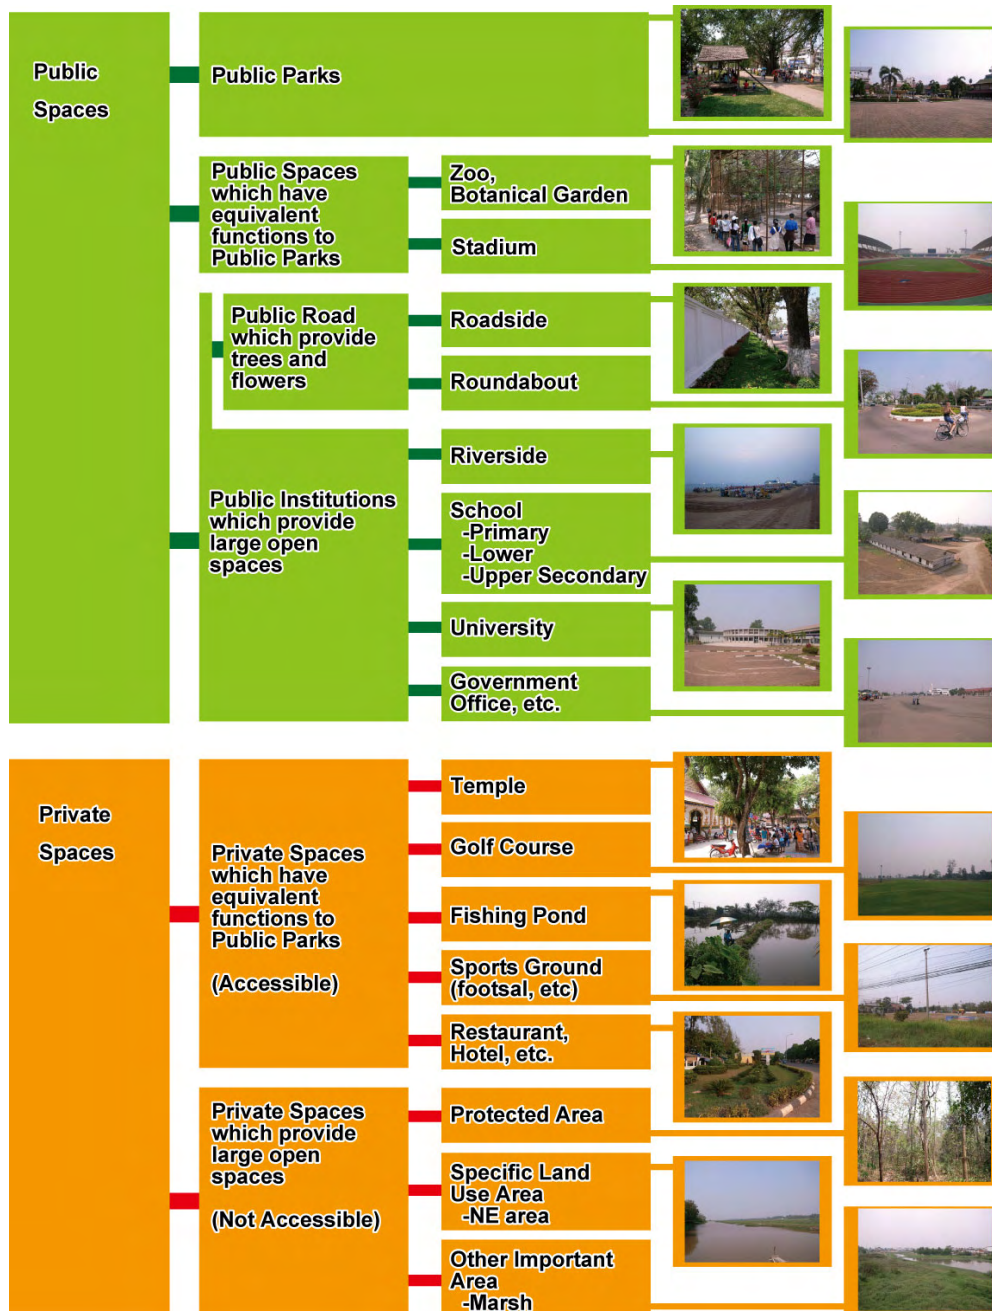 Public
Spaces
Public Parks
Public Spaces
which have
equivalent
functions to
Public Parks
Zoo,
Botanical Garden
Stadium
Public Road
which provide
trees and
flowers
Roadside
Roundabout
Public Institutions
which provide
large open
spaces
Riverside
School
-Primary
-Lower
-Upper Secondary
University
Government
Office, etc.
Private
Spaces
Private Spaces
which have
equivalent
functions to
Public Parks
(Accessible)
Temple
Golf Course
Fishing Pond
Sports Ground
(footsal, etc)
Restaurant,
Hotel, etc.
Private Spaces
which provide
large open
spaces
(Not Accessible)
Protected Area
Specific Land
Use Area
-NE area
Other Important
Area
-Marsh